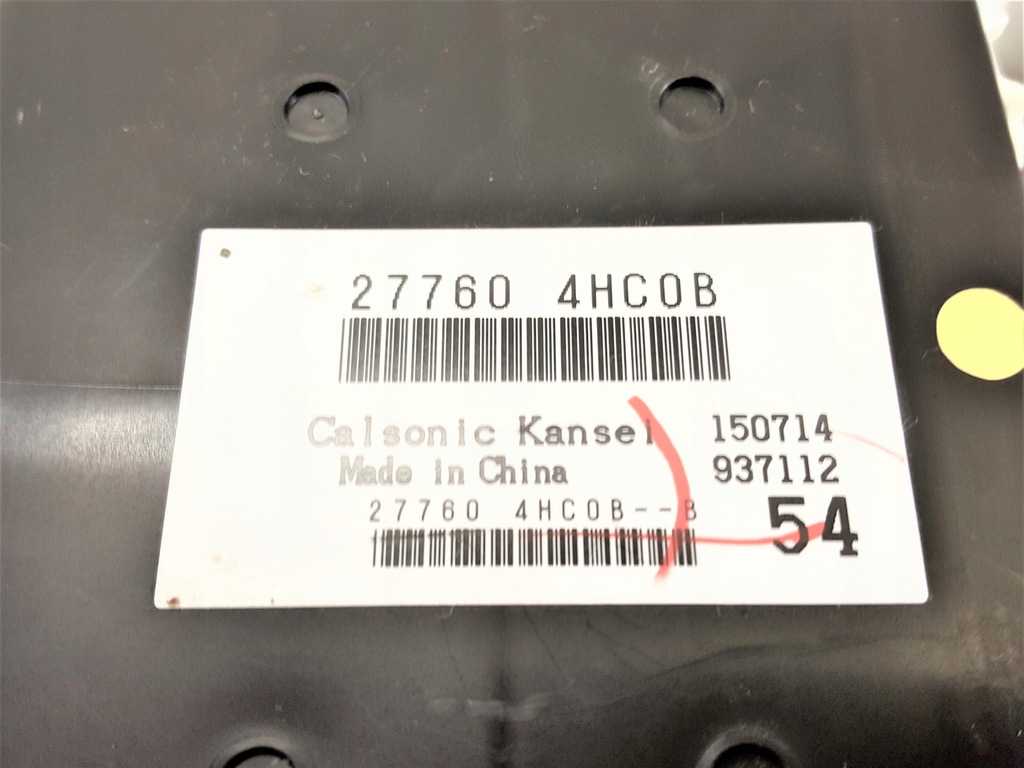 27760 4HC0B
Calsonic Kansei 150714
Made in China 937112
27760 4HC0B--B 54